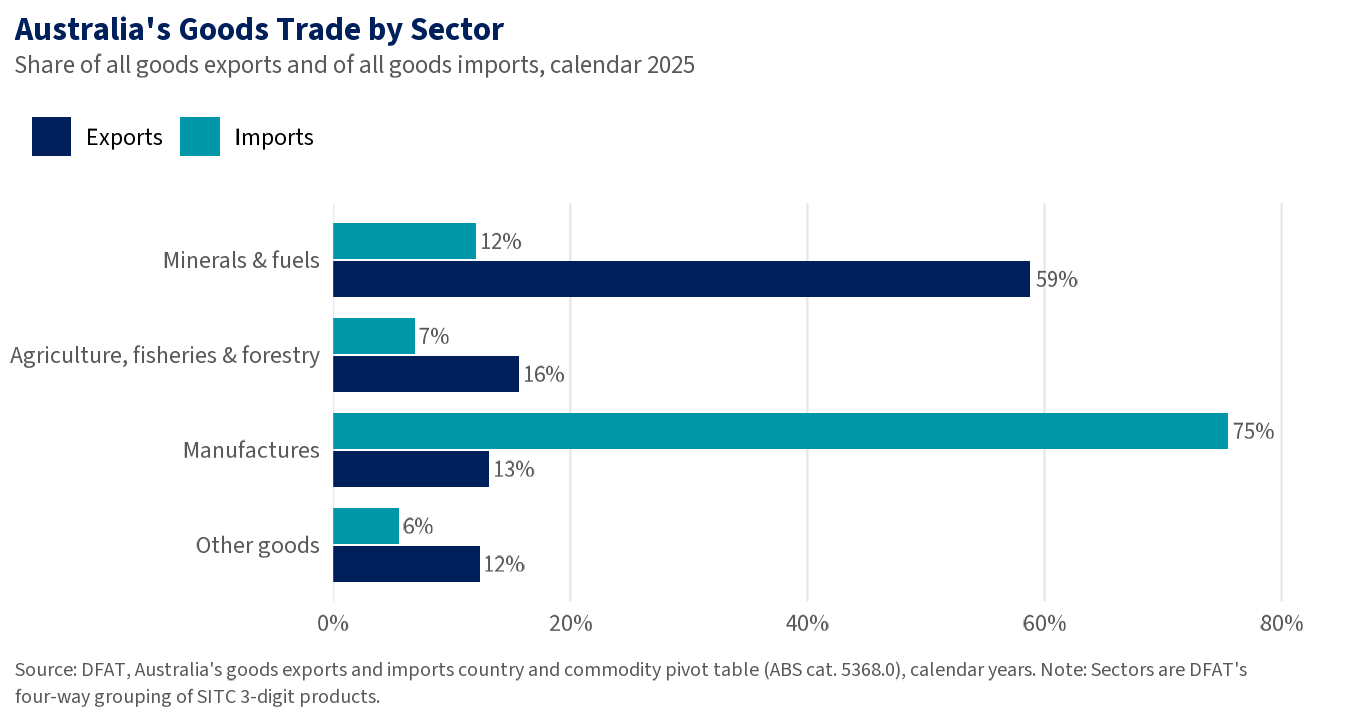 Australia's Goods Trade by Sector
Share of all goods exports and of all goods imports, calendar 2025
Exports
Imports
Minerals & fuels
12%
59%
Agriculture, fisheries & forestry
7%
16%
Manufactures
75%
13%
Other goods
6%
12%
0%
20%
40%
60%
80%
Source: DFAT, Australia's goods exports and imports country and commodity pivot table (ABS cat. 5368.0), calendar years. Note: Sectors are DFAT's
four-way grouping of SITC 3-digit products.